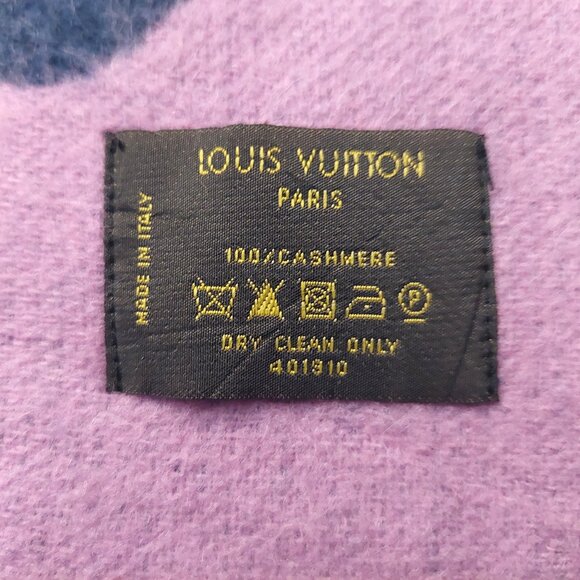 LOUIS VUITTON
PARIS
MADE IN ITALY
100%CASHMERE
P
DRY CLEAN ONLY
401910